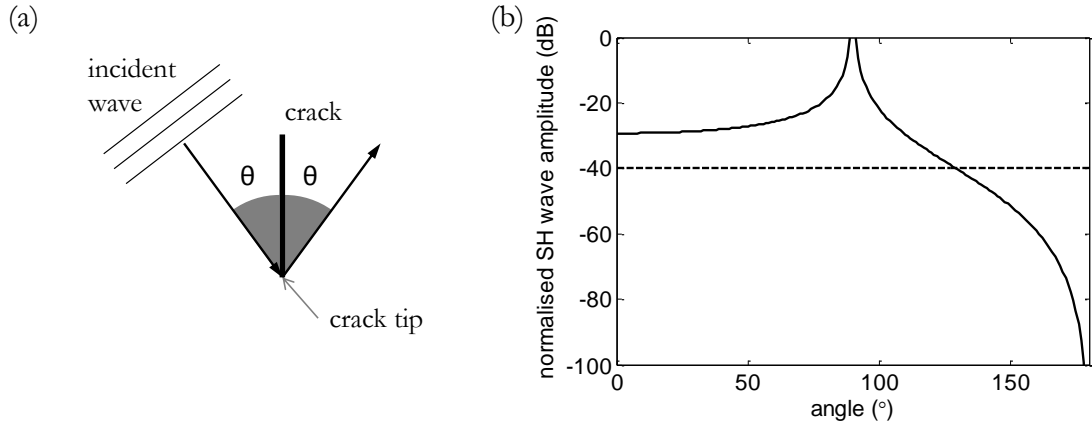 (a)
incident
wave
crack
θ θ
crack tip
(b)
normalised SH wave amplitude (dB)
0
-20
-40
-60
-80
-100
0 50 100 150
angle (°)